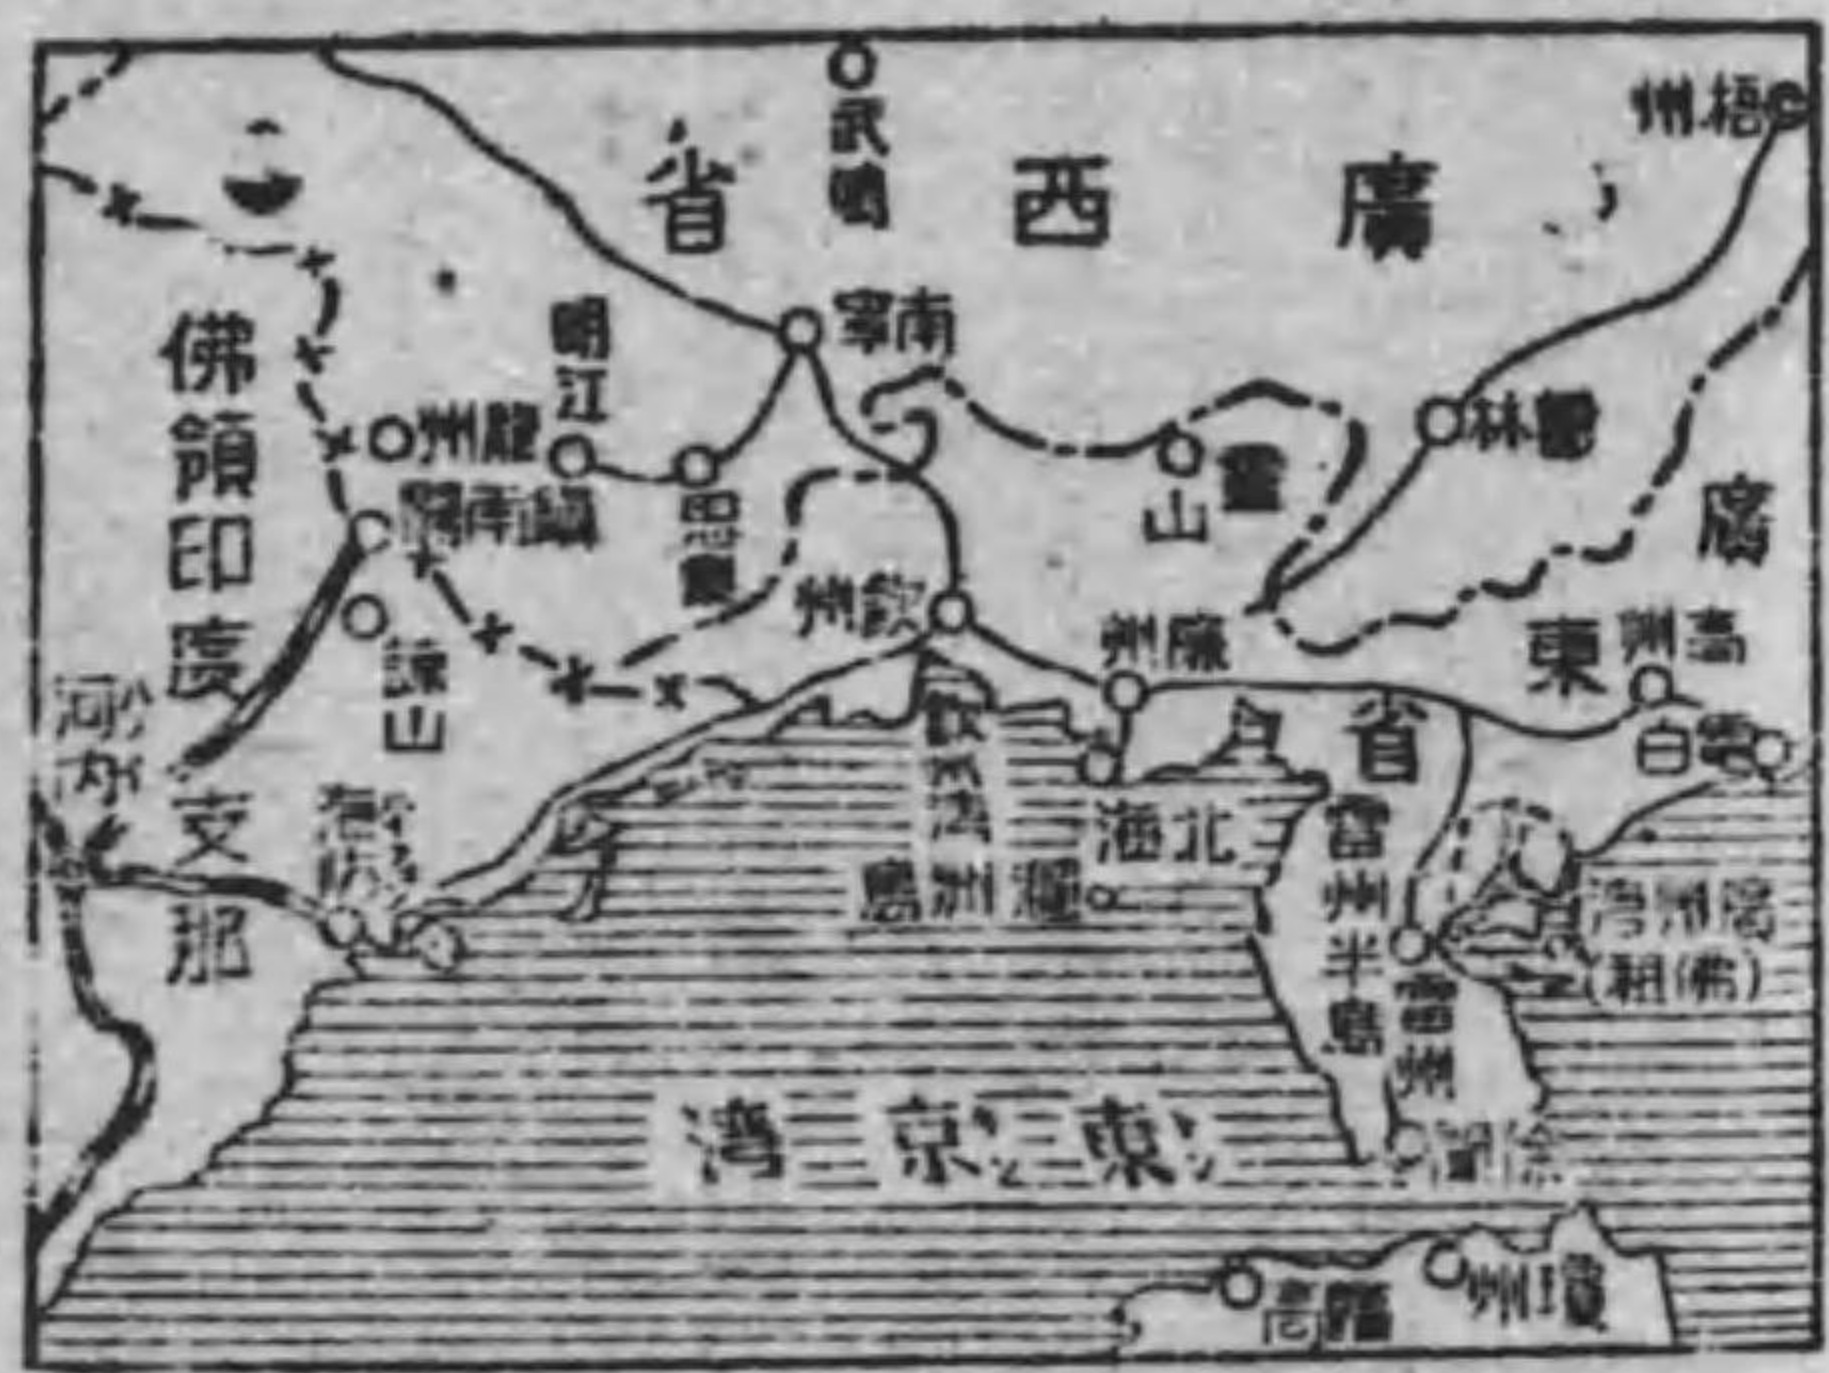 廣西省
武鳴
梧州
南寧
明江
龍州
鎮南關
思樂
諒山
佛領印度支那
河内
海防
欽州
欽州湾
靈山
鬱林
廉州
北海
潿洲島
廣東省
高州
電白
雷州半島
雷州
廣州湾
(佛租)
徐聞
東京湾
臨高
瓊州